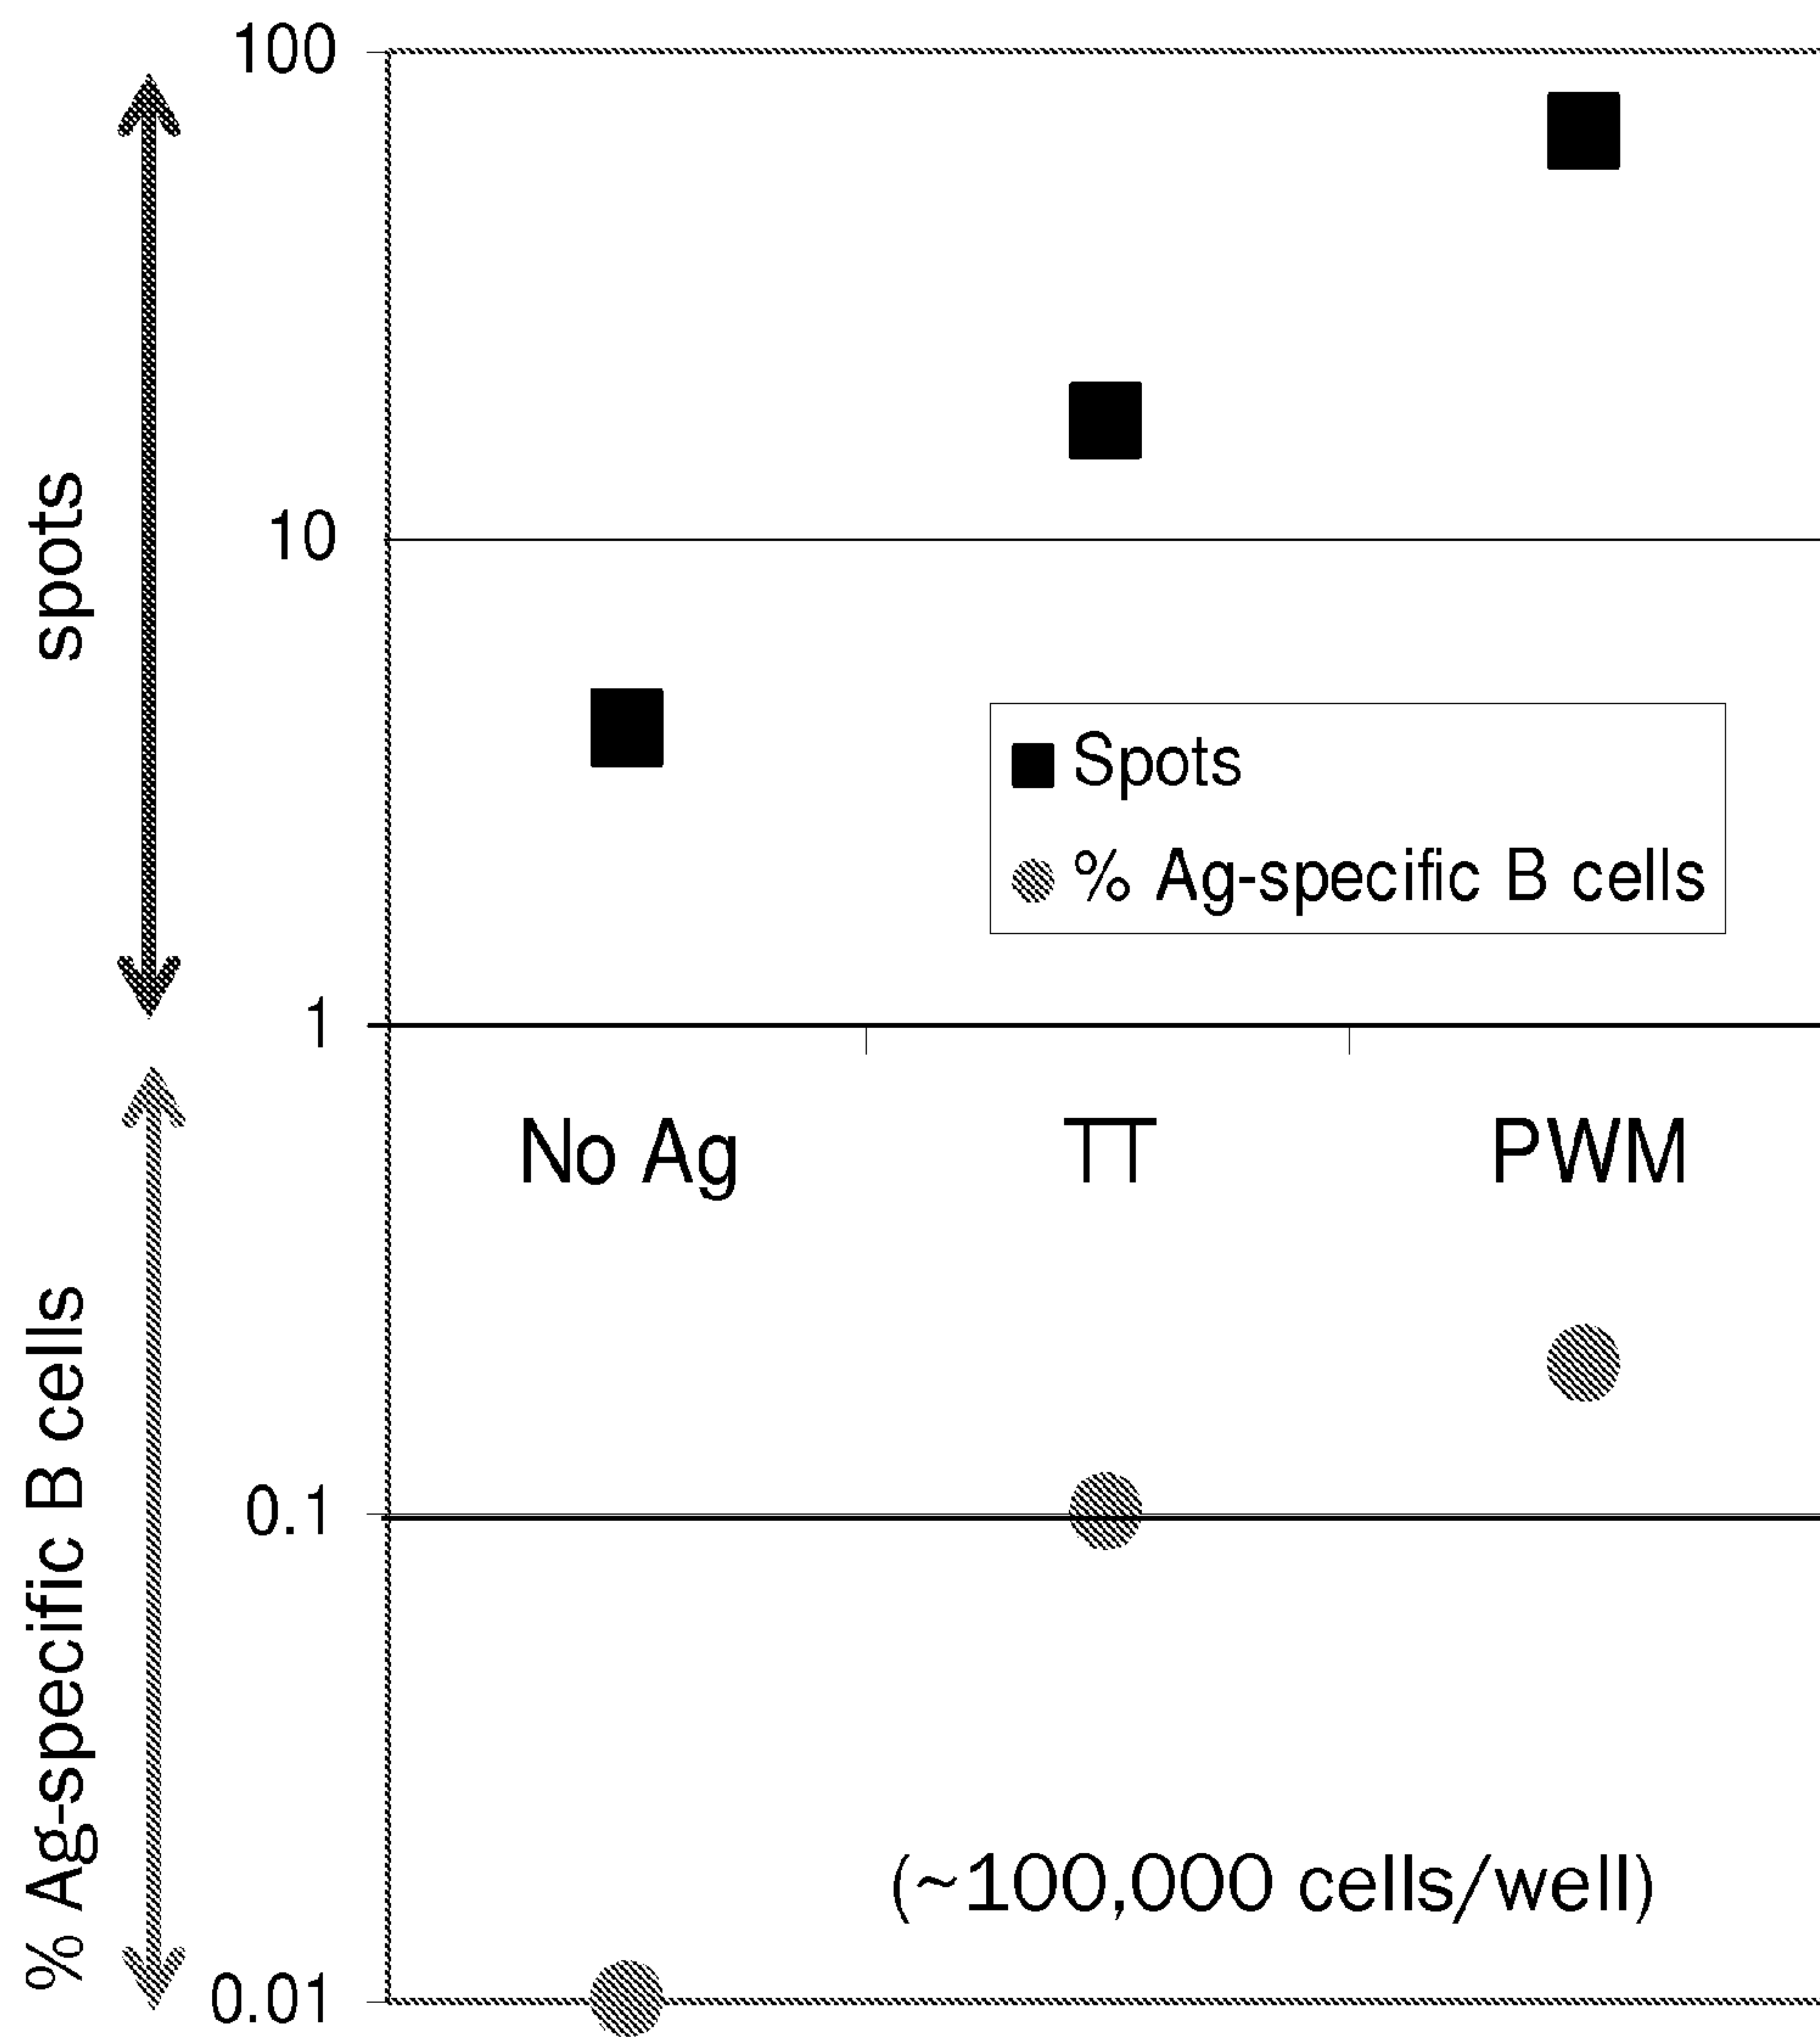 100
spots
10
Spots
% Ag-specific B cells
1
No Ag
TT
PWM
% Ag-specific B cells
0.1
(~100,000 cells/well)
0.01